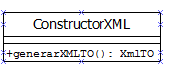 ConstructorXML
+generarXMLTO(): XmlTO